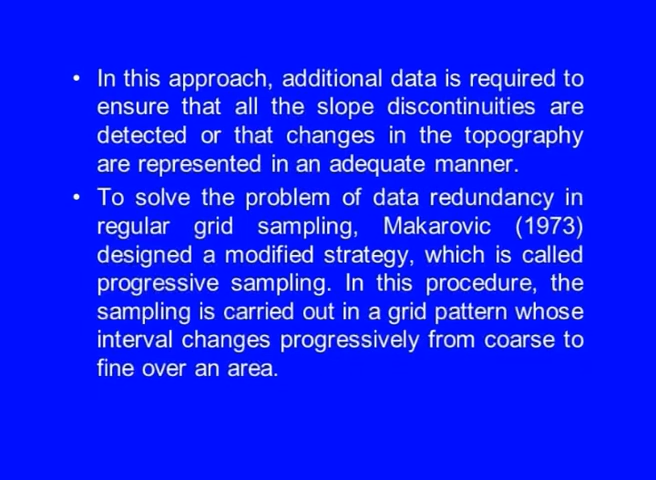 • In this approach, additional data is required to
ensure that all the slope discontinuities are
detected or that changes in the topography
are represented in an adequate manner.
• To solve the problem of data redundancy in
regular grid sampling, Makarovic (1973)
designed a modified strategy, which is called
progressive sampling. In this procedure, the
sampling is carried out in a grid pattern whose
interval changes progressively from coarse to
fine over an area.